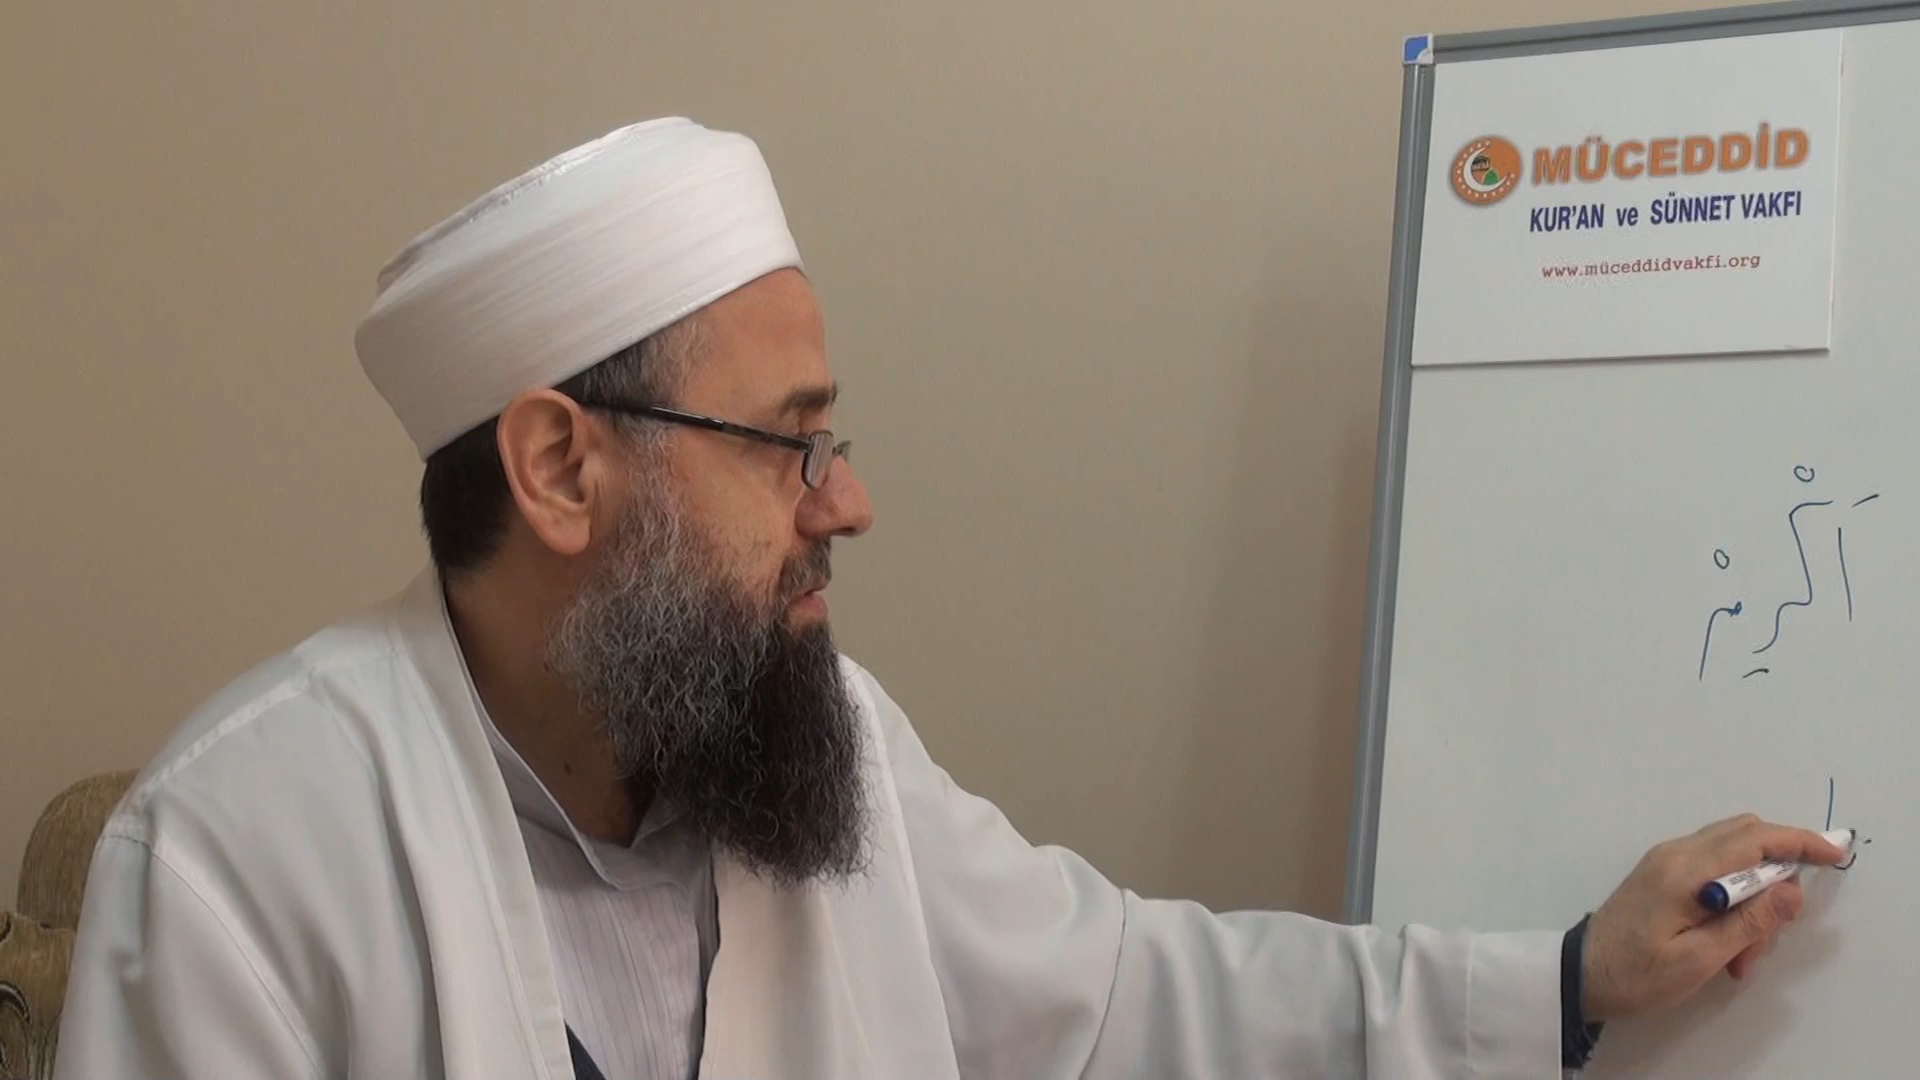 MÜCEDDİD
KUR'AN ve SÜNNET VAKFI
www.müceddidvakfi.org
اَكْرِمْ